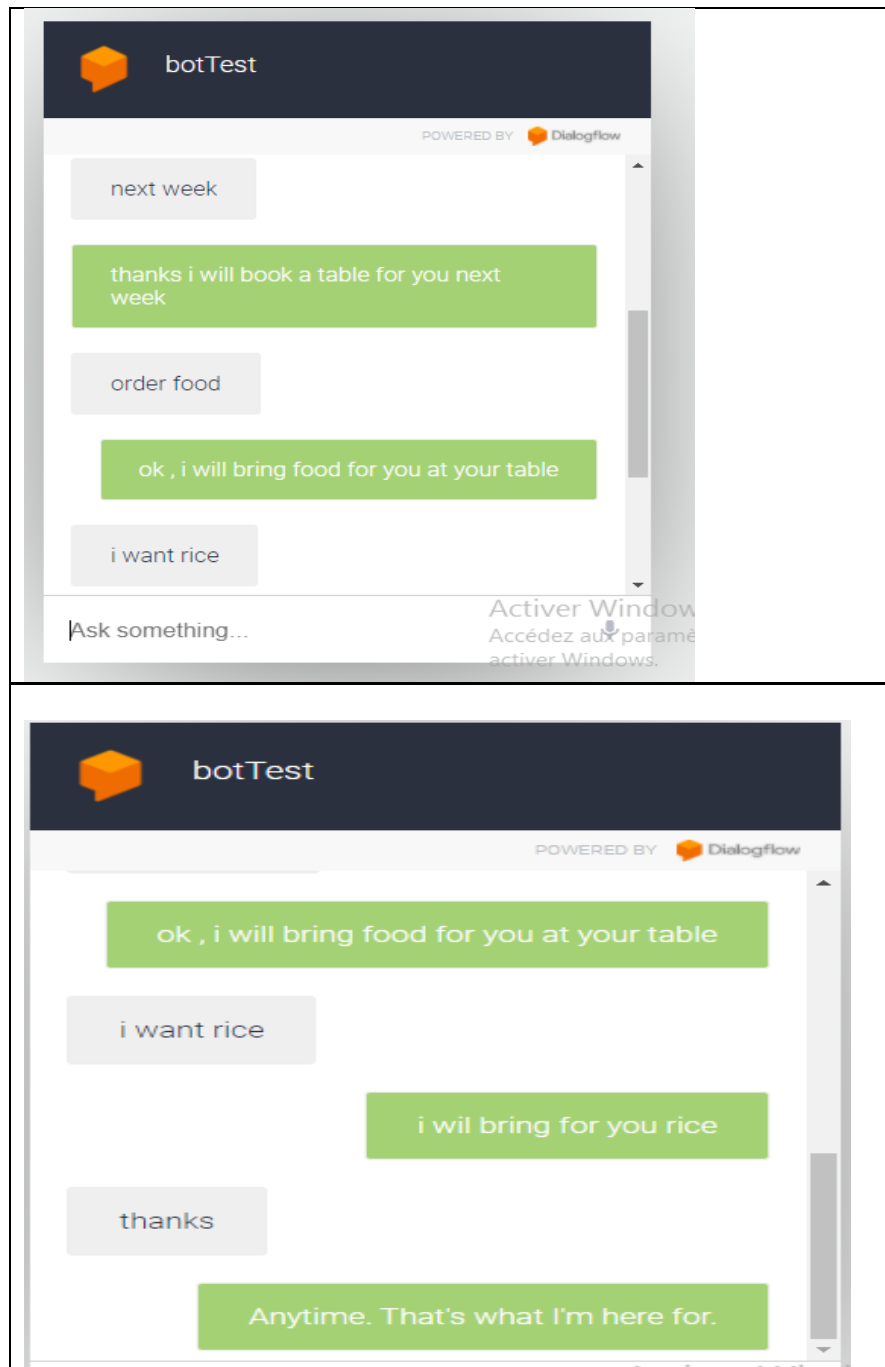 botTest
POWERED BY Dialogflow
next week
thanks i will book a table for you next
week
order food
ok , i will bring food for you at your table
i want rice
Ask something...
Activer Window
Accédez aux paramè
activer Windows.
botTest
POWERED BY Dialogflow
ok , i will bring food for you at your table
i want rice
i wil bring for you rice
thanks
Anytime. That's what I'm here for.